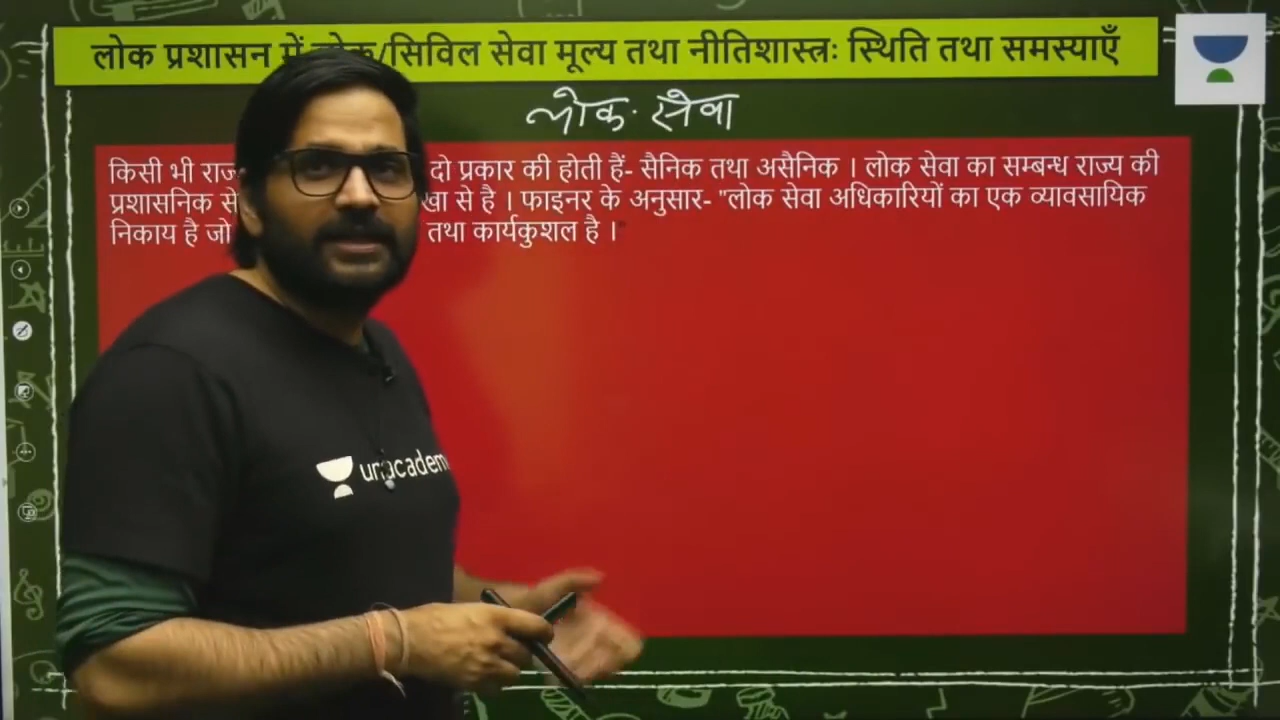 लोक प्रशासन में /सिविल सेवा मूल्य तथा नीतिशास्त्रः स्थिति तथा समस्याएँ
लोक सेवा
किसी भी दो प्रकार की होती हैं- सैनिक तथा असैनिक । लोक सेवा का सम्बन्ध राज्य की
प्रशासनिक से है । फाइनर के अनुसार- "लोक सेवा अधिकारियों का एक व्यावसायिक
निकाय है जो तथा कार्यकुशल है ।"
unacadem